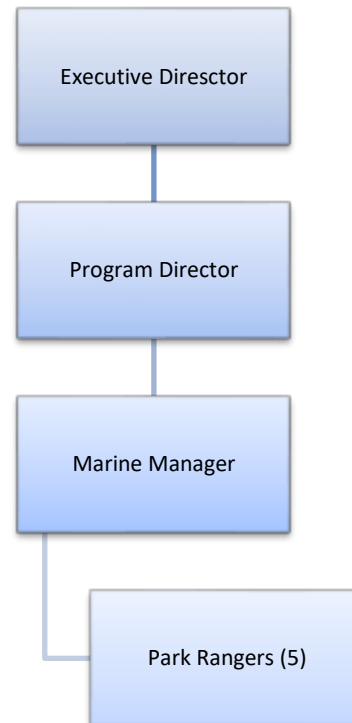 Executive Diresctor
Program Director
Marine Manager
Park Rangers (5)